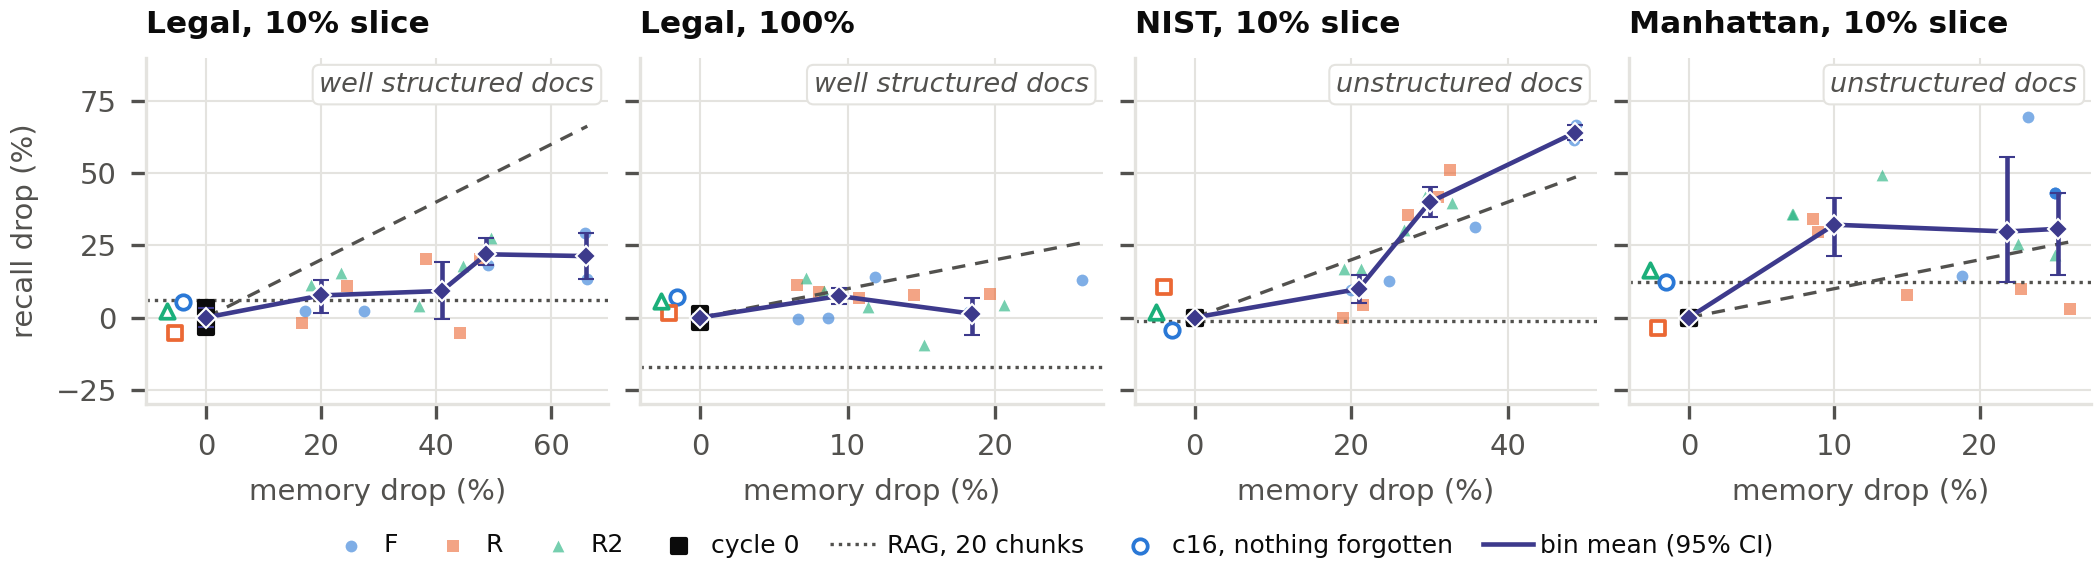 Legal, 10% slice
Legal, 100%
NIST, 10% slice
Manhattan, 10% slice
well structured docs
well structured docs
unstructured docs
unstructured docs
recall drop (%)
75
50
25
0
−25
0 20 40 60
0 10 20
0 20 40
0 10 20
memory drop (%)
memory drop (%)
memory drop (%)
memory drop (%)
F R R2 cycle 0 RAG, 20 chunks c16, nothing forgotten bin mean (95% CI)